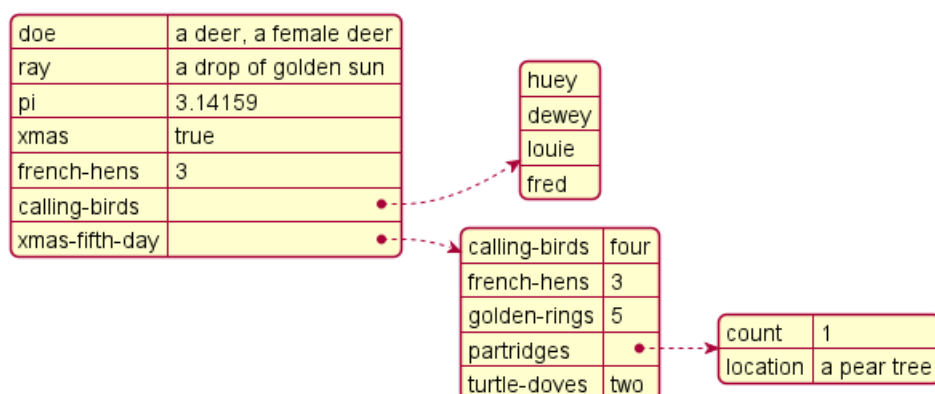 doe a deer, a female deer
ray a drop of golden sun
pi 3.14159
xmas true
french-hens 3
calling-birds
xmas-fifth-day
huey
dewey
louie
fred
calling-birds four
french-hens 3
golden-rings 5
partridges
turtle-doves two
count 1
location a pear tree